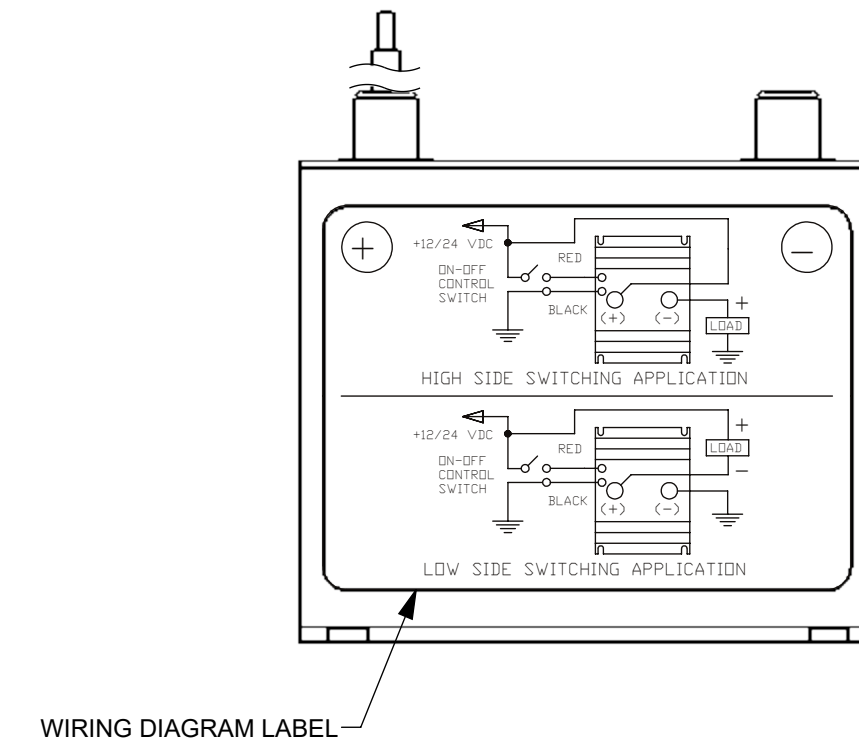 + −
+12/24 VDC
RED
ON-OFF
CONTROL
SWITCH
BLACK
(+) (-)
+
LOAD
HIGH SIDE SWITCHING APPLICATION
+12/24 VDC
RED
ON-OFF
CONTROL
SWITCH
BLACK
(+) (-)
+
LOAD
−
LOW SIDE SWITCHING APPLICATION
WIRING DIAGRAM LABEL